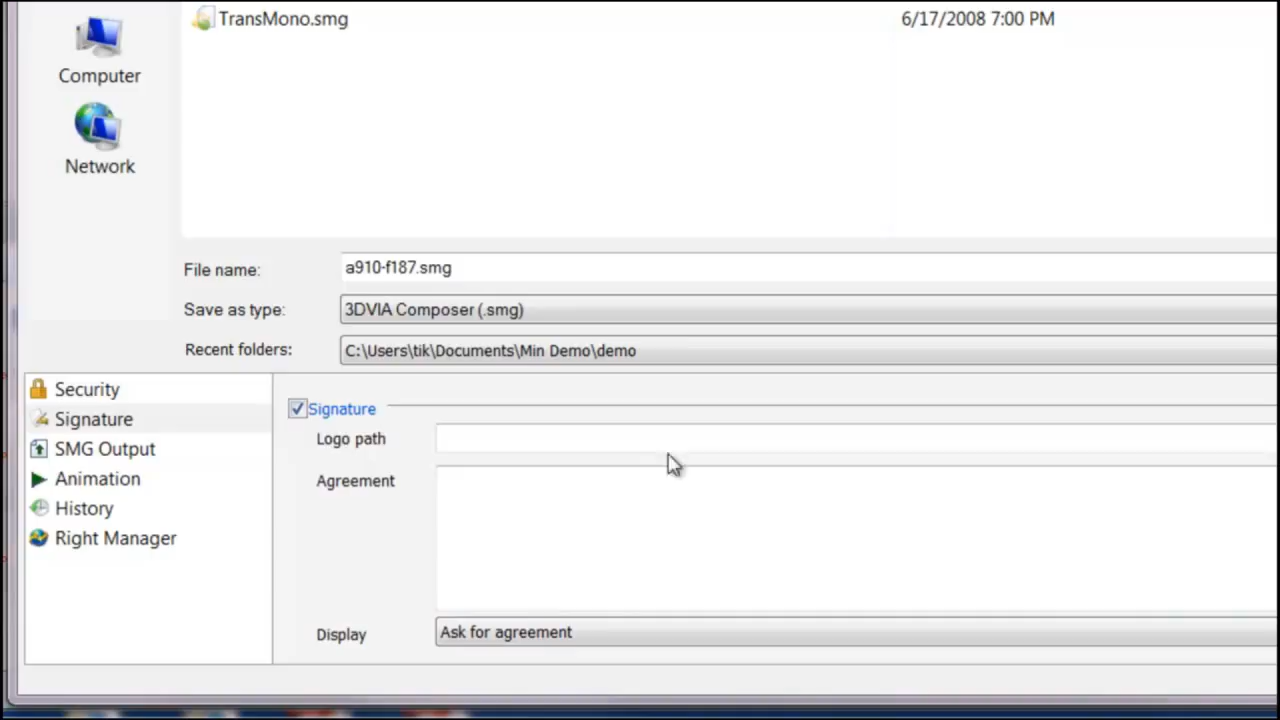 TransMono.smg 6/17/2008 7:00 PM
Computer
Network
File name: a910-f187.smg
Save as type: 3DVIA Composer (.smg)
Recent folders: C:\Users\tik\Documents\Min Demo\demo
Security
Signature
SMG Output
Animation
History
Right Manager
Signature
Logo path
Agreement
Display Ask for agreement